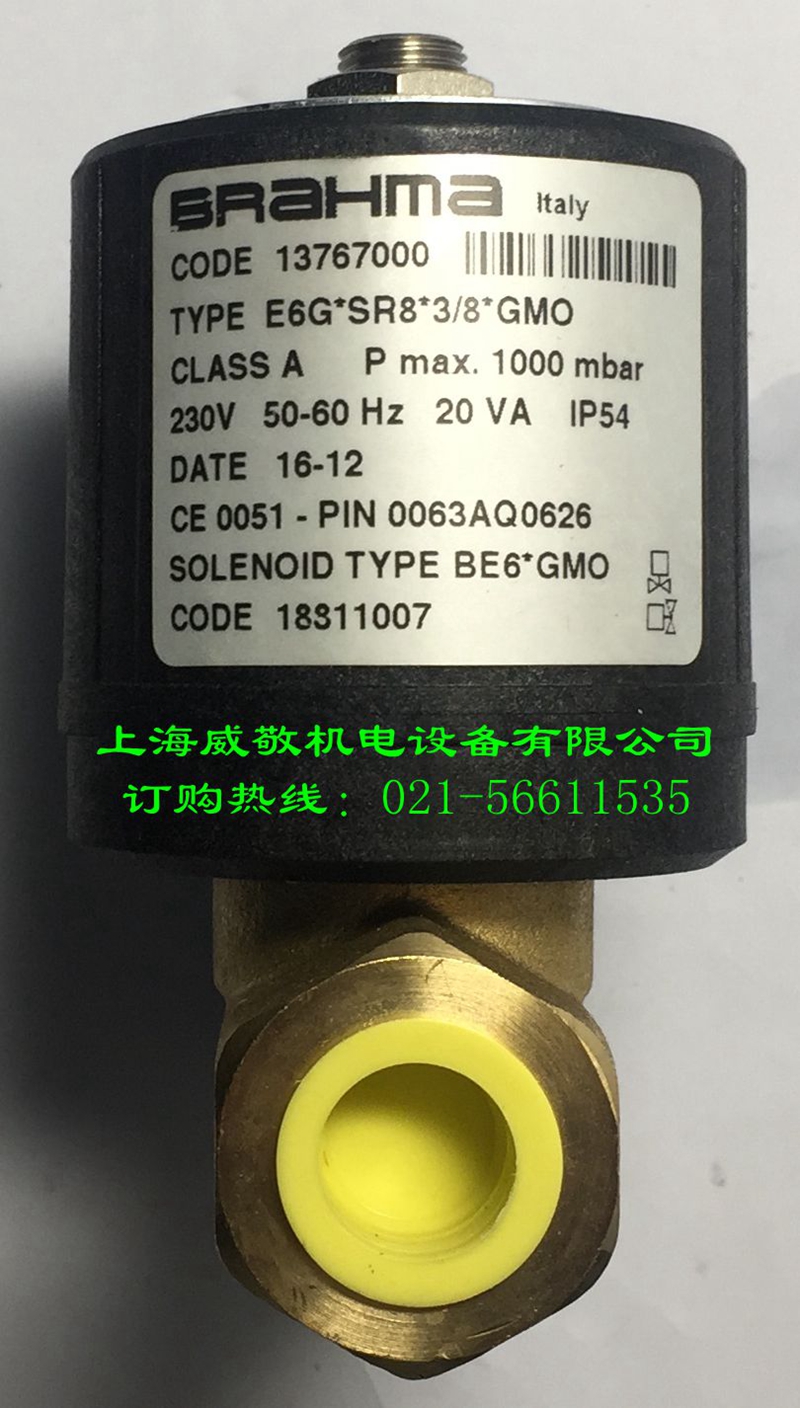 BRAHMA Italy
CODE 13767000
TYPE E6G*SR8*3/8*GMO
CLASS A P max. 1000 mbar
230V 50-60 Hz 20 VA IP54
DATE 16-12
CE 0051 - PIN 0063AQ0626
SOLENOID TYPE BE6*GMO
CODE 18811007
上海威敬机电设备有限公司
订购热线：021-56611535